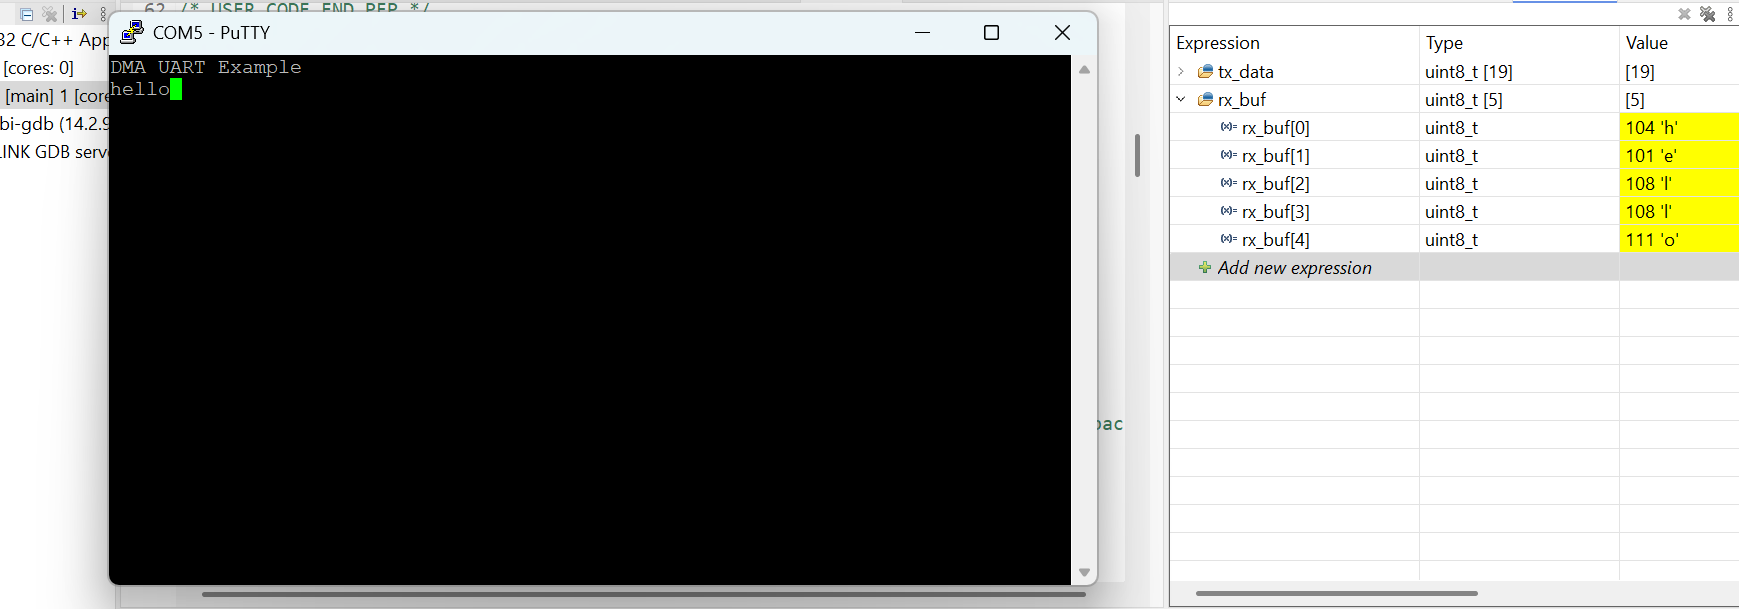 62 /* USER CODE END PFP */
32 C/C++ App
[cores: 0]
[main] 1 [core
bi-gdb (14.2.9
LINK GDB serv
COM5 - PuTTY
DMA UART Example
hello
pac
Expression Type Value
tx_data uint8_t [19] [19]
rx_buf uint8_t [5] [5]
(x)= rx_buf[0] uint8_t 104 'h'
(x)= rx_buf[1] uint8_t 101 'e'
(x)= rx_buf[2] uint8_t 108 'l'
(x)= rx_buf[3] uint8_t 108 'l'
(x)= rx_buf[4] uint8_t 111 'o'
Add new expression